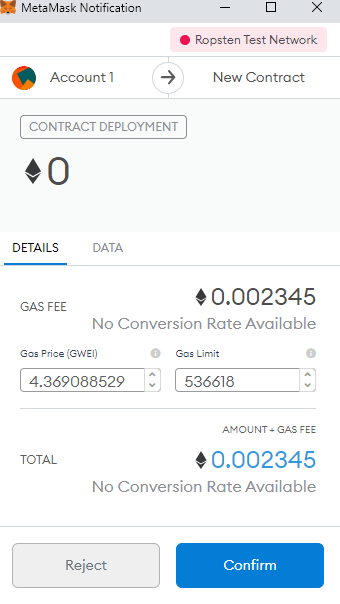 MetaMask Notification
Ropsten Test Network
Account 1 New Contract
CONTRACT DEPLOYMENT
0
DETAILS DATA
GAS FEE 0.002345
No Conversion Rate Available
Gas Price (GWEI) Gas Limit
4.369088529 536618
AMOUNT + GAS FEE
TOTAL 0.002345
No Conversion Rate Available
Reject Confirm